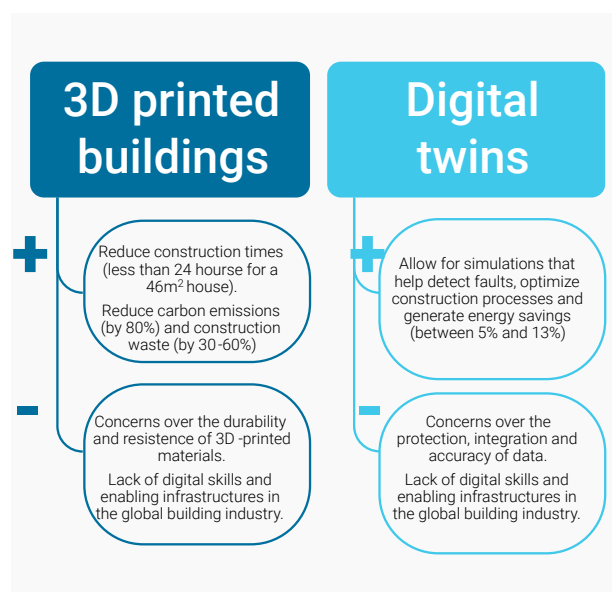 3D printed
buildings
+
Reduce construction times
(less than 24 hourse for a
46m² house).
Reduce carbon emissions
(by 80%) and construction
waste (by 30-60%)
-
Concerns over the durability
and resistence of 3D-printed
materials.
Lack of digital skills and
enabling infrastructures in
the global building industry.
Digital
twins
+
Allow for simulations that
help detect faults, optimize
construction processes and
generate energy savings
(between 5% and 13%)
-
Concerns over the
protection, integration and
accuracy of data.
Lack of digital skills and
enabling infrastructures in
the global building industry.